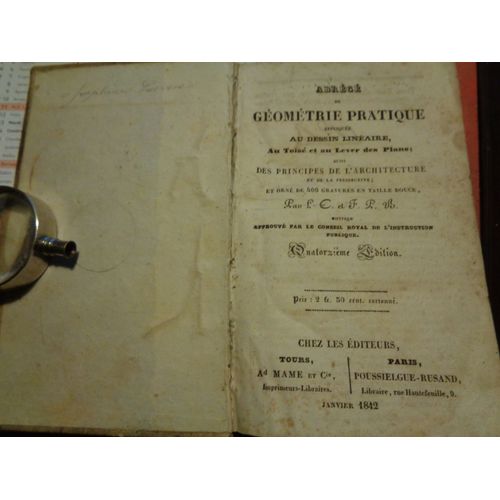 ABRÉGÉ
DE
GÉOMÉTRIE PRATIQUE
APPLIQUÉE
AU DESSIN LINÉAIRE,
Au Toisé et au Lever des Plans;
SUIVI
DES PRINCIPES DE L'ARCHITECTURE
ET DE LA PERSPECTIVE;
ET ORNÉ DE 400 GRAVURES EN TAILLE DOUCE,
Par L. C. et F. P. B.
OUVRAGE
APPROUVÉ PAR LE CONSEIL ROYAL DE L'INSTRUCTION
PUBLIQUE.
Quatorzième Édition.
Prix : 2 fr. 50 cent. cartonné.
CHEZ LES ÉDITEURS,
TOURS,
Ad MAME ET Cie,
Imprimeurs-Libraires.
PARIS,
POUSSIELGUE-RUSAND,
Libraire, rue Hautefeuille, 9.
JANVIER 1842